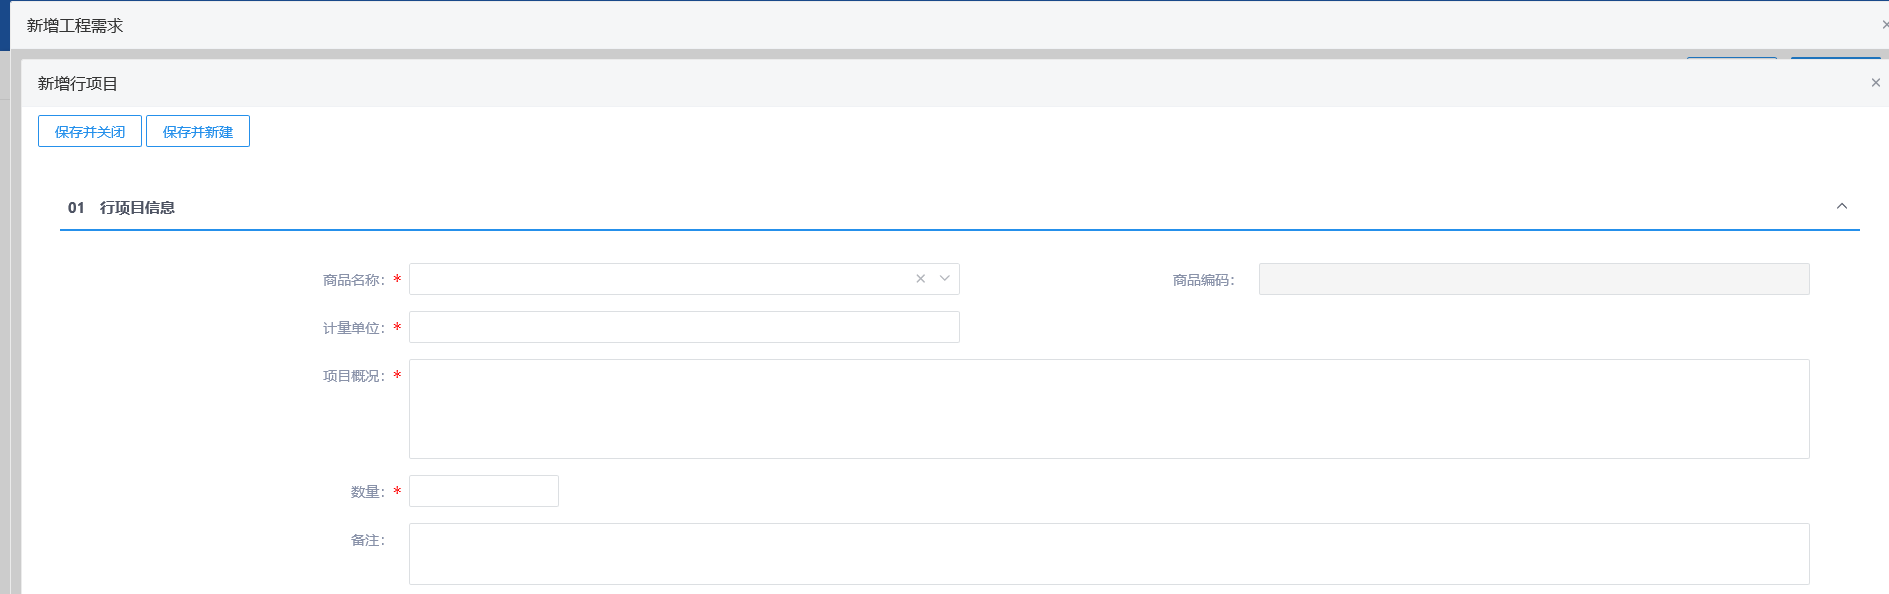 新增工程需求
新增行项目
保存并关闭 保存并新建
01 行项目信息
商品名称：* 商品编码：
计量单位：*
项目概况：*
数量：*
备注：